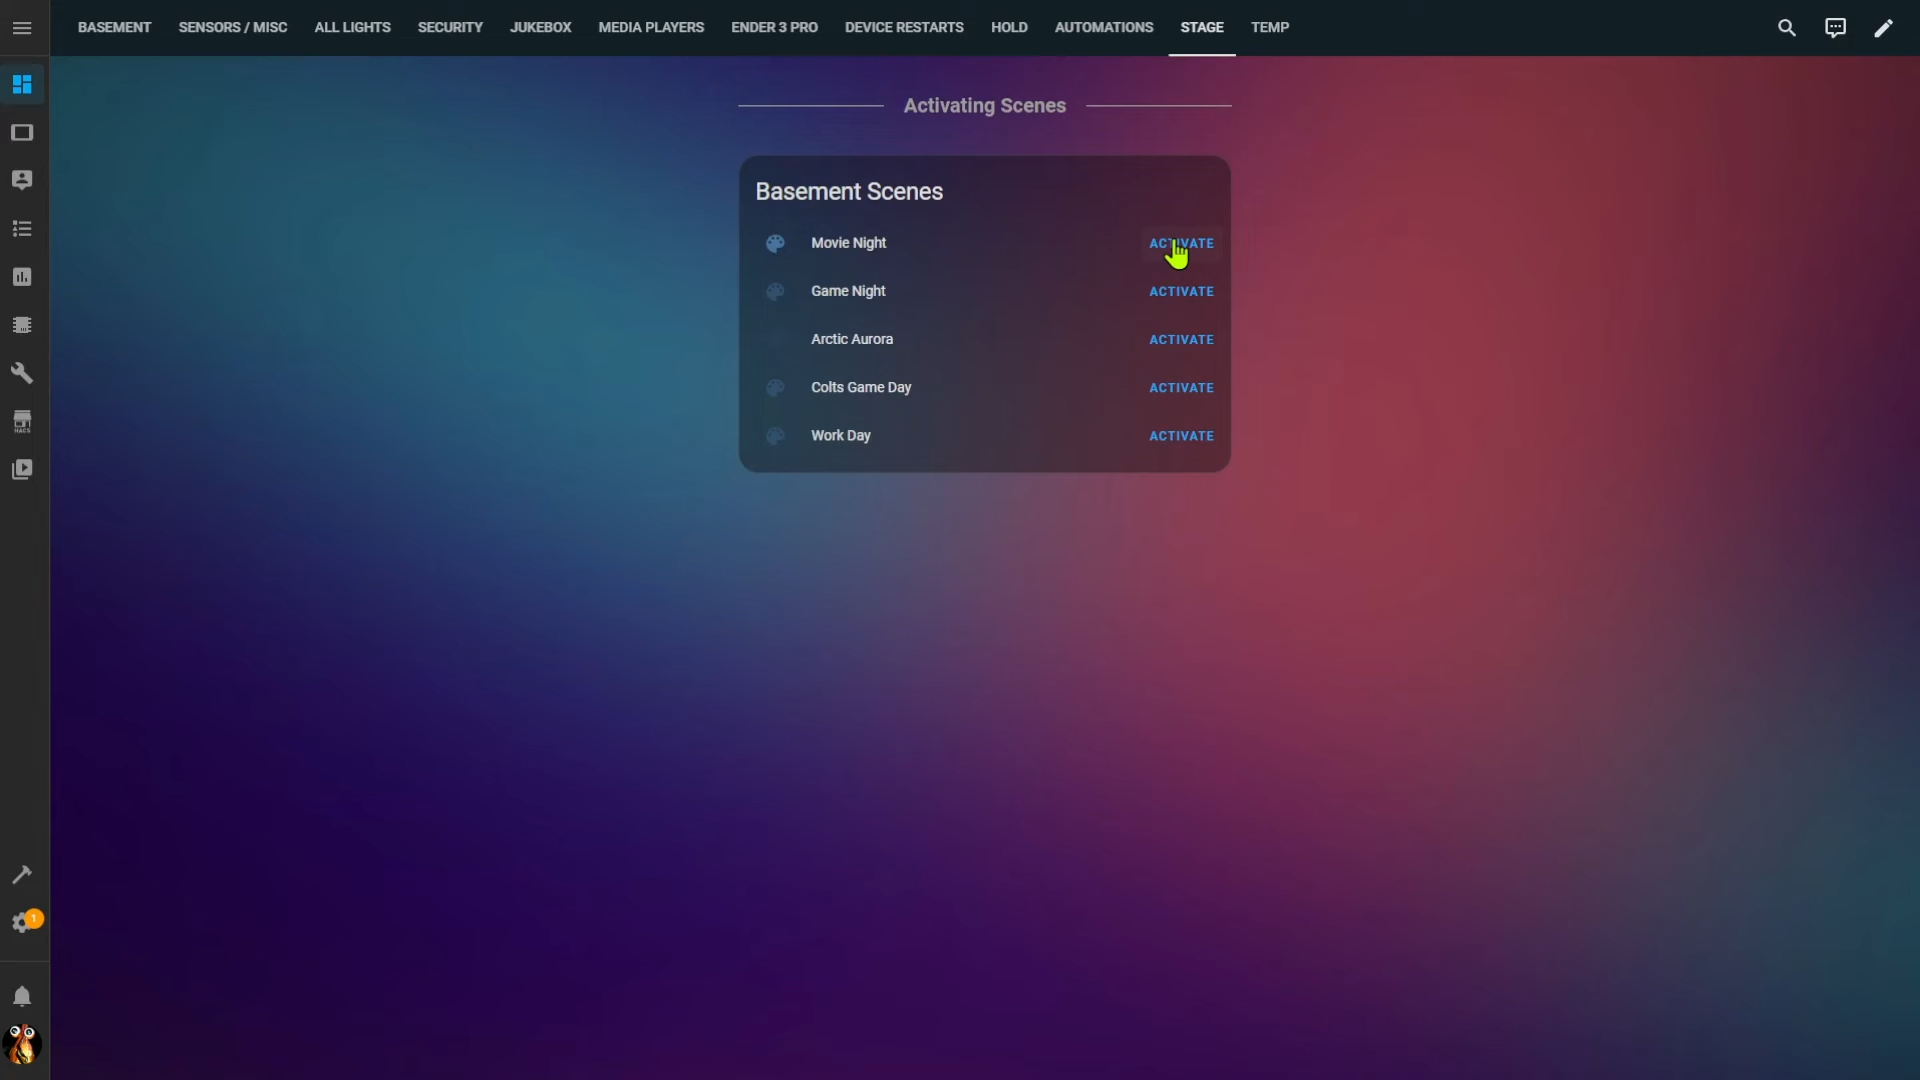 BASEMENT SENSORS / MISC ALL LIGHTS SECURITY JUKEBOX MEDIA PLAYERS ENDER 3 PRO DEVICE RESTARTS HOLD AUTOMATIONS STAGE TEMP
Activating Scenes
Basement Scenes
Movie Night ACTIVATE
Game Night ACTIVATE
Arctic Aurora ACTIVATE
Colts Game Day ACTIVATE
HACS
Work Day ACTIVATE
1